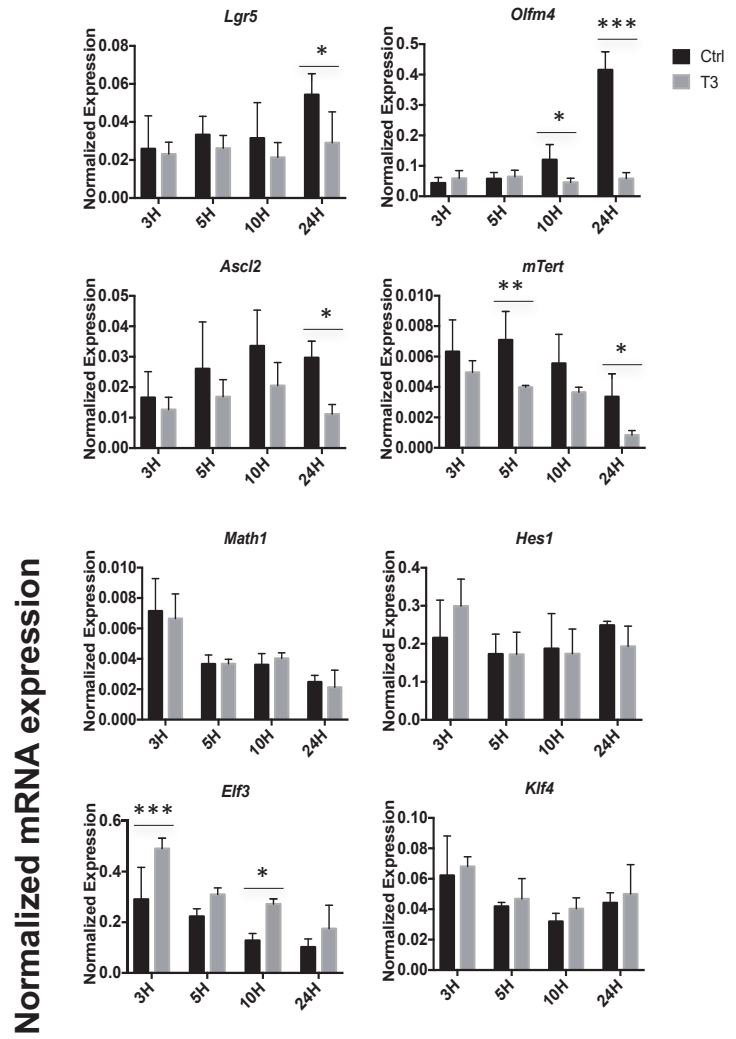 Lgr5
Normalized Expression
0.08
0.06
0.04
0.02
0.00
*
3H
5H
10H
24H
Olfm4
Normalized Expression
0.5
0.4
0.3
0.2
0.1
0.0
*
***
3H
5H
10H
24H
Ctrl
T3
Ascl2
Normalized Expression
0.05
0.04
0.03
0.02
0.01
0.00
*
3H
5H
10H
24H
mTert
Normalized Expression
0.010
0.008
0.006
0.004
0.002
0.000
**
*
3H
5H
10H
24H
Normalized mRNA expression
Math1
Normalized Expression
0.010
0.008
0.006
0.004
0.002
0.000
3H
5H
10H
24H
Hes1
Normalized Expression
0.4
0.3
0.2
0.1
0.0
3H
5H
10H
24H
Elf3
Normalized Expression
0.6
0.4
0.2
0.0
***
*
3H
5H
10H
24H
Klf4
Normalized Expression
0.10
0.08
0.06
0.04
0.02
0.00
3H
5H
10H
24H